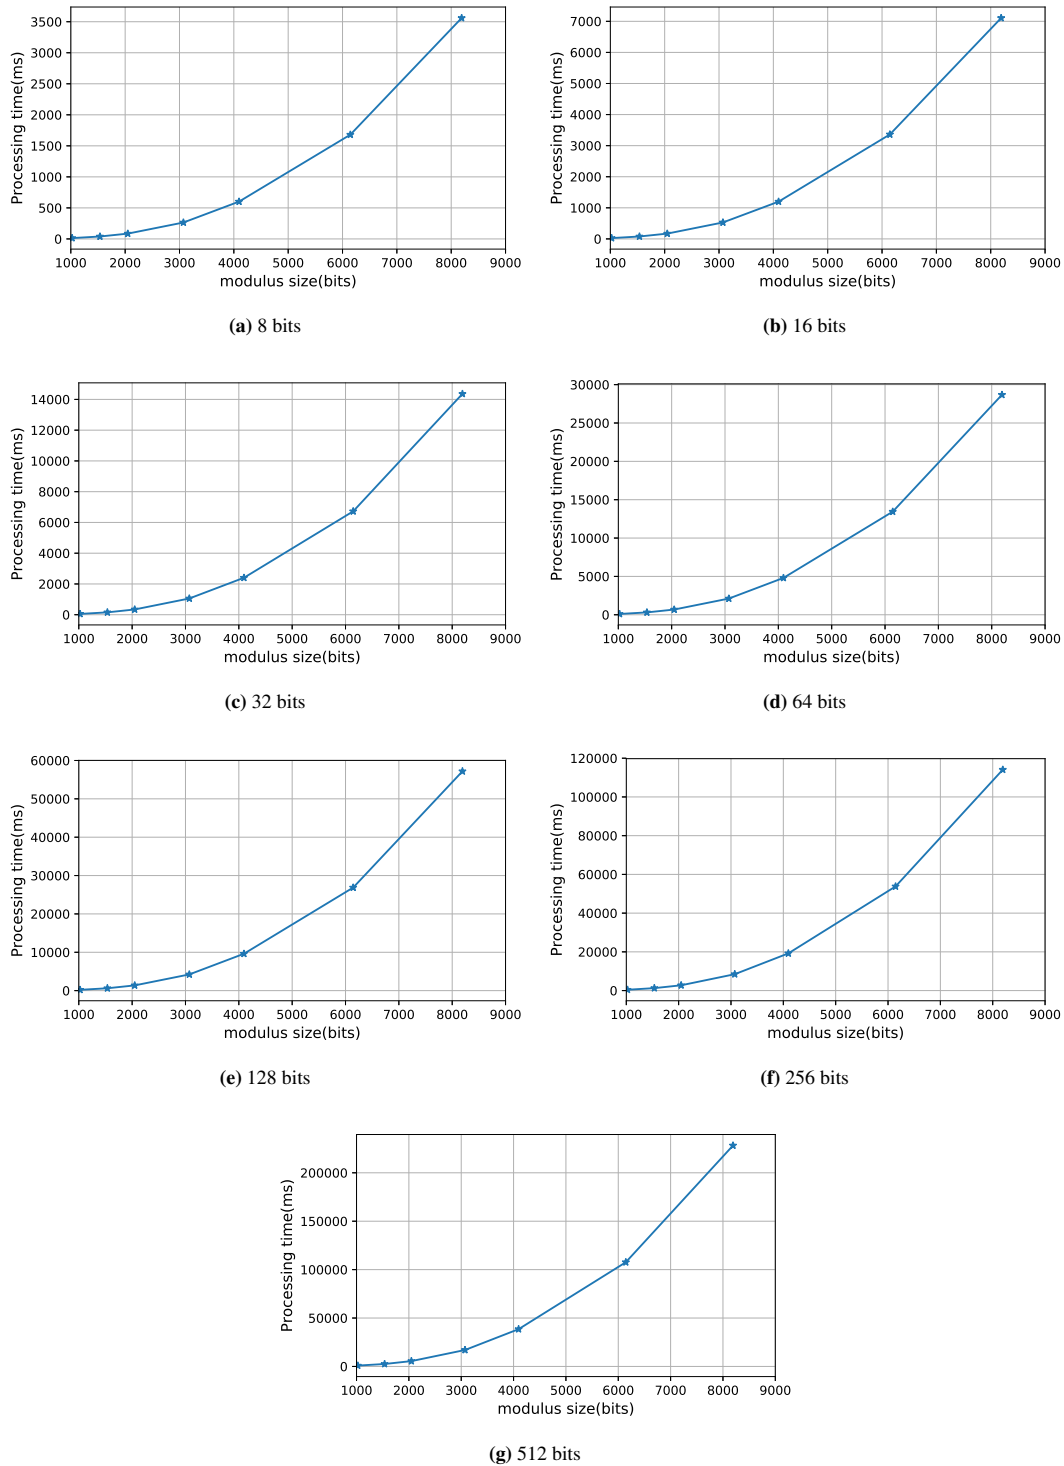 3500
3000
2500
2000
1500
1000
500
0
Processing time(ms)
1000 2000 3000 4000 5000 6000 7000 8000 9000
modulus size(bits)
(a) 8 bits
7000
6000
5000
4000
3000
2000
1000
0
Processing time(ms)
1000 2000 3000 4000 5000 6000 7000 8000 9000
modulus size(bits)
(b) 16 bits
14000
12000
10000
8000
6000
4000
2000
0
Processing time(ms)
1000 2000 3000 4000 5000 6000 7000 8000 9000
modulus size(bits)
(c) 32 bits
30000
25000
20000
15000
10000
5000
0
Processing time(ms)
1000 2000 3000 4000 5000 6000 7000 8000 9000
modulus size(bits)
(d) 64 bits
60000
50000
40000
30000
20000
10000
0
Processing time(ms)
1000 2000 3000 4000 5000 6000 7000 8000 9000
modulus size(bits)
(e) 128 bits
120000
100000
80000
60000
40000
20000
0
Processing time(ms)
1000 2000 3000 4000 5000 6000 7000 8000 9000
modulus size(bits)
(f) 256 bits
200000
150000
100000
50000
0
Processing time(ms)
1000 2000 3000 4000 5000 6000 7000 8000 9000
modulus size(bits)
(g) 512 bits